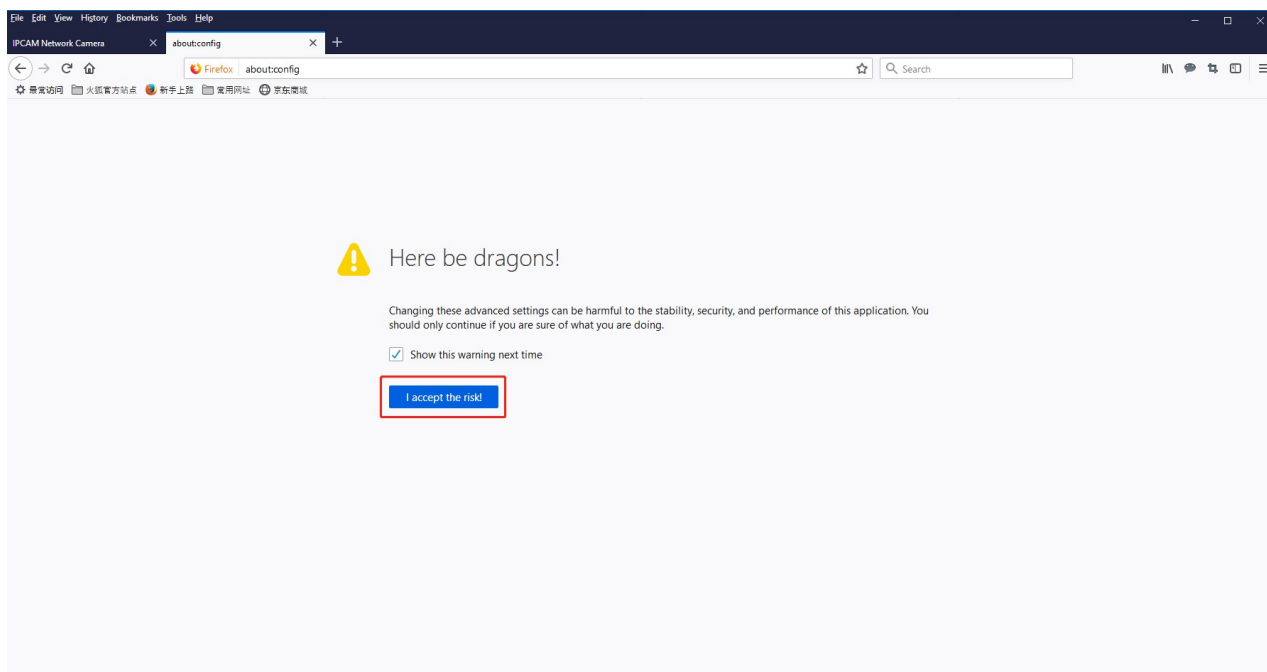 File Edit View History Bookmarks Tools Help
IPCAM Network Camera about:config
Firefox about:config Search
最常访问 火狐官方站点 新手上路 常用网址 京东商城
Here be dragons!
Changing these advanced settings can be harmful to the stability, security, and performance of this application. You
should only continue if you are sure of what you are doing.
Show this warning next time
I accept the risk!